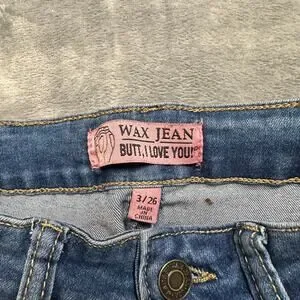 WAX JEAN
BUTT, I LOVE YOU!
3/26
MADE
IN
CHINA